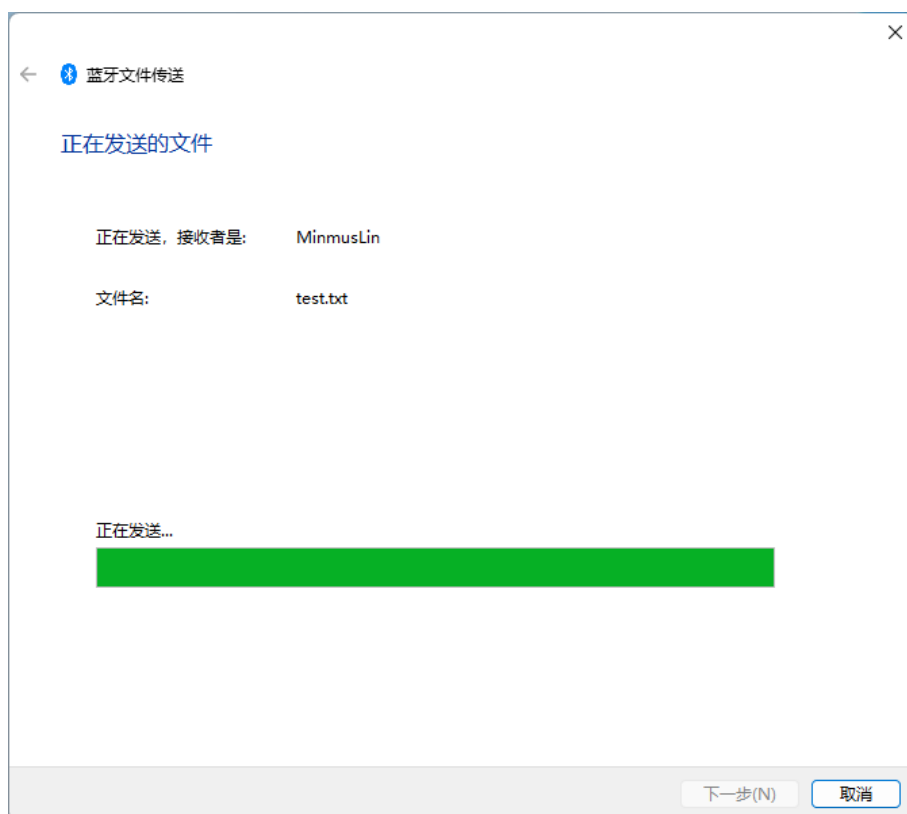 蓝牙文件传送
正在发送的文件
正在发送，接收者是: MinmusLin
文件名: test.txt
正在发送...
下一步(N) 取消